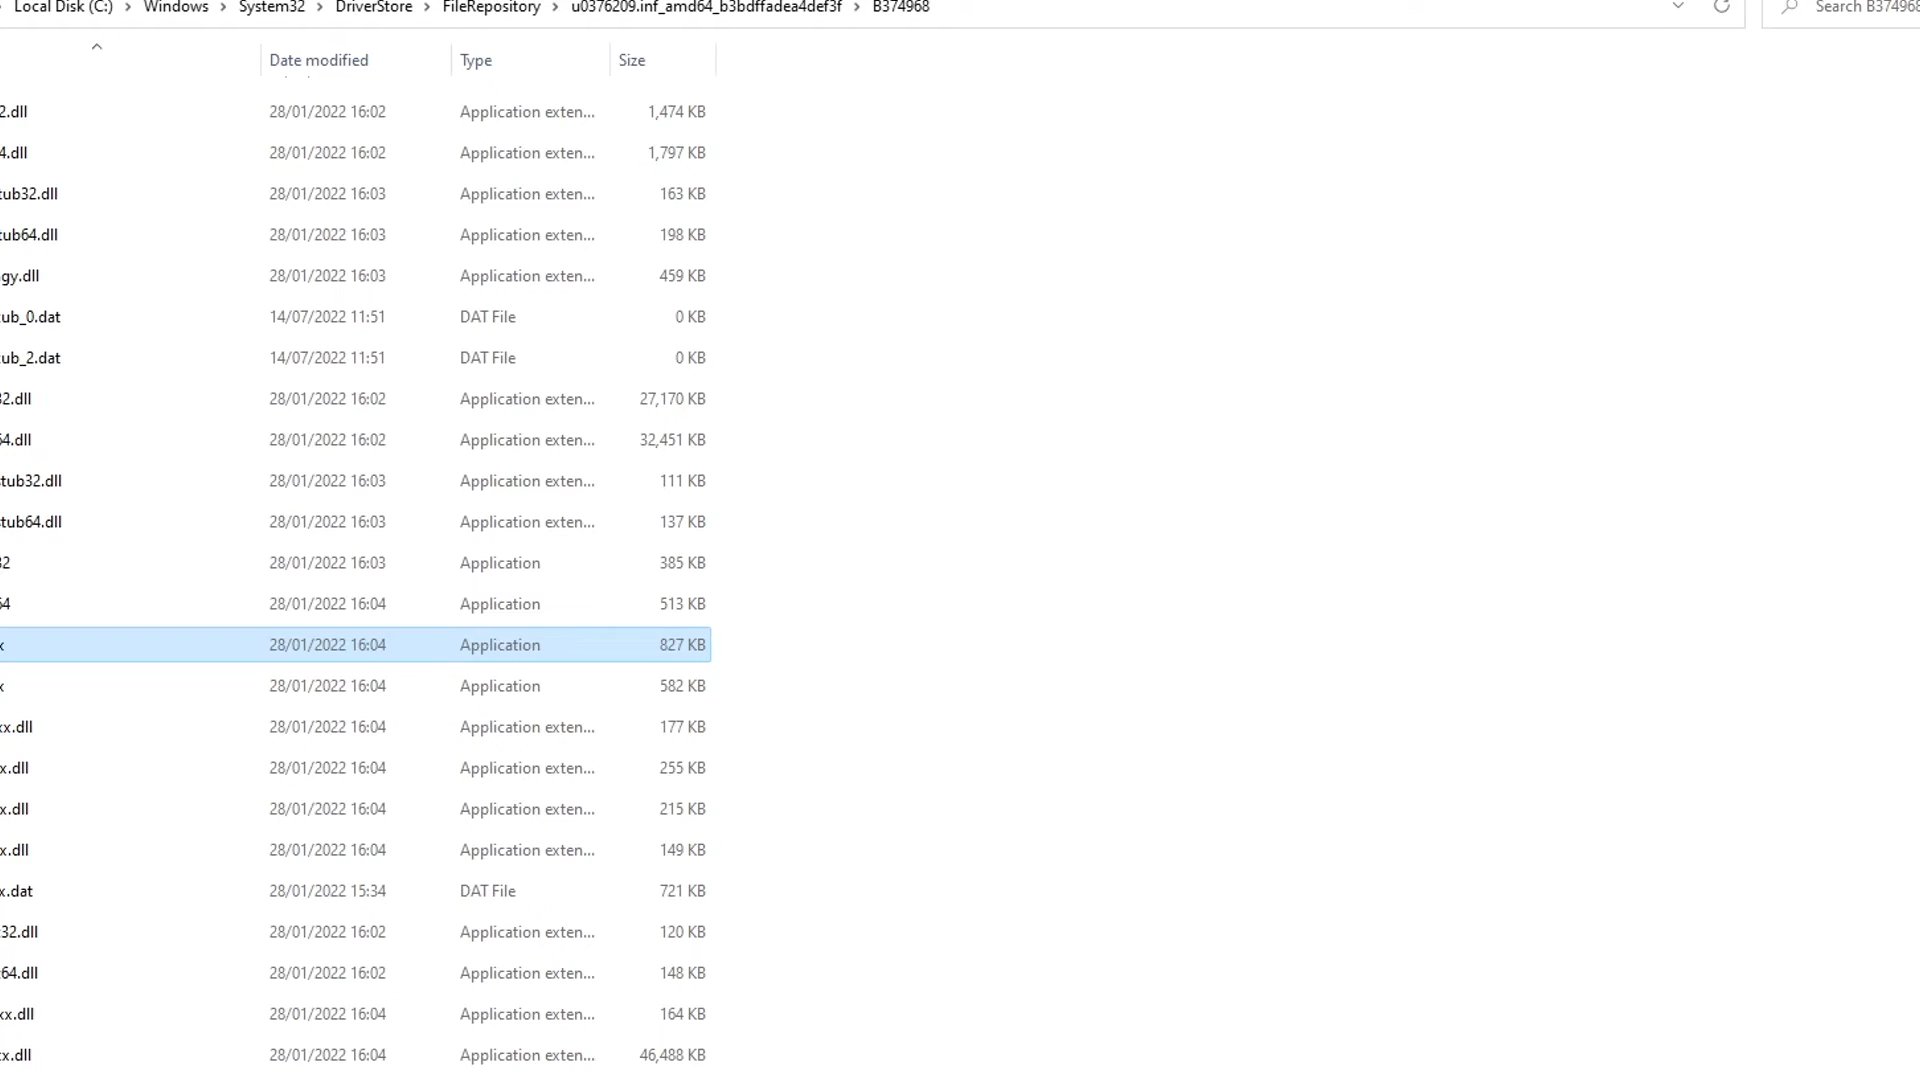 Local Disk (C:) > Windows > System32 > DriverStore > FileRepository > u0376209.inf_amd64_b3bdffadea4def3f > B374968 Search B374968
Date modified Type Size
2.dll 28/01/2022 16:02 Application exten... 1,474 KB
4.dll 28/01/2022 16:02 Application exten... 1,797 KB
tub32.dll 28/01/2022 16:03 Application exten... 163 KB
tub64.dll 28/01/2022 16:03 Application exten... 198 KB
gy.dll 28/01/2022 16:03 Application exten... 459 KB
ub_0.dat 14/07/2022 11:51 DAT File 0 KB
ub_2.dat 14/07/2022 11:51 DAT File 0 KB
32.dll 28/01/2022 16:02 Application exten... 27,170 KB
64.dll 28/01/2022 16:02 Application exten... 32,451 KB
stub32.dll 28/01/2022 16:03 Application exten... 111 KB
stub64.dll 28/01/2022 16:03 Application exten... 137 KB
32 28/01/2022 16:03 Application 385 KB
64 28/01/2022 16:04 Application 513 KB
x 28/01/2022 16:04 Application 827 KB
x 28/01/2022 16:04 Application 582 KB
xx.dll 28/01/2022 16:04 Application exten... 177 KB
x.dll 28/01/2022 16:04 Application exten... 255 KB
x.dll 28/01/2022 16:04 Application exten... 215 KB
x.dll 28/01/2022 16:04 Application exten... 149 KB
x.dat 28/01/2022 15:34 DAT File 721 KB
32.dll 28/01/2022 16:02 Application exten... 120 KB
64.dll 28/01/2022 16:02 Application exten... 148 KB
xx.dll 28/01/2022 16:04 Application exten... 164 KB
x.dll 28/01/2022 16:04 Application exten... 46,488 KB